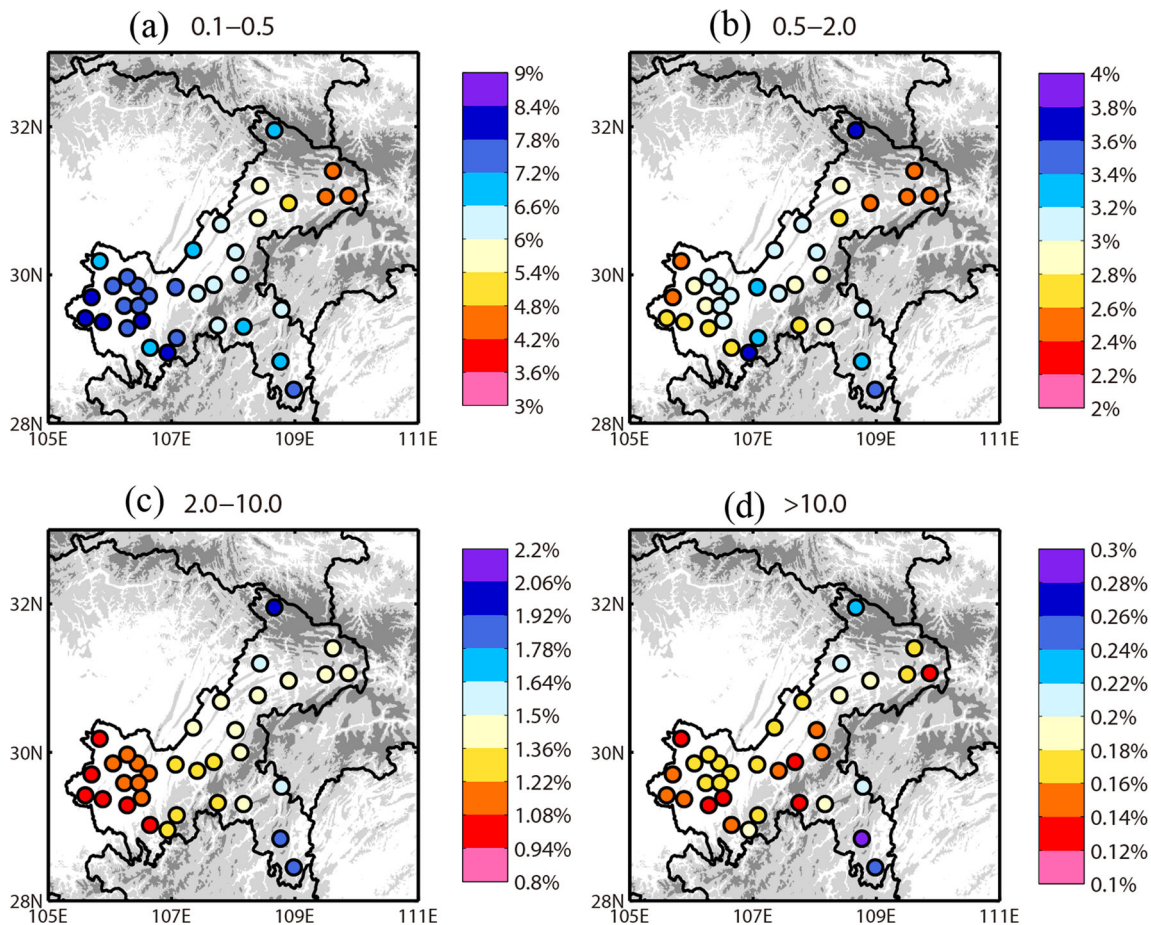 (a) 0.1–0.5
32N
30N
28N
105E 107E 109E 111E
9%
8.4%
7.8%
7.2%
6.6%
6%
5.4%
4.8%
4.2%
3.6%
3%
(b) 0.5–2.0
32N
30N
28N
105E 107E 109E 111E
4%
3.8%
3.6%
3.4%
3.2%
3%
2.8%
2.6%
2.4%
2.2%
2%
(c) 2.0–10.0
32N
30N
28N
105E 107E 109E 111E
2.2%
2.06%
1.92%
1.78%
1.64%
1.5%
1.36%
1.22%
1.08%
0.94%
0.8%
(d) >10.0
32N
30N
28N
105E 107E 109E 111E
0.3%
0.28%
0.26%
0.24%
0.22%
0.2%
0.18%
0.16%
0.14%
0.12%
0.1%